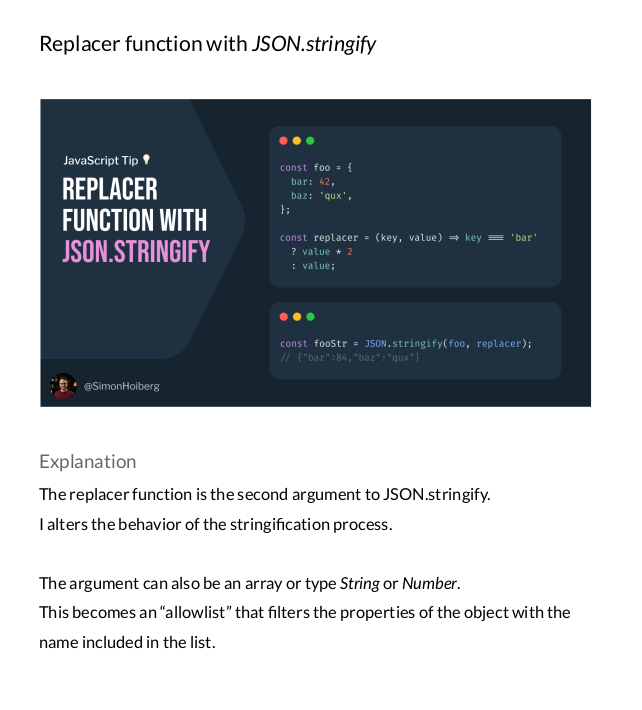 Replacer function with JSON.stringify
JavaScript Tip
REPLACER
FUNCTION WITH
JSON.STRINGIFY
@SimonHoiberg
const foo = {
  bar: 42,
  baz: 'qux',
};
const replacer = (key, value) => key === 'bar'
  ? value * 2
  : value;
const fooStr = JSON.stringify(foo, replacer);
// {"bar":84,"baz":"qux"}
Explanation
The replacer function is the second argument to JSON.stringify.
I alters the behavior of the stringification process.
The argument can also be an array or type String or Number.
This becomes an “allowlist” that filters the properties of the object with the
name included in the list.